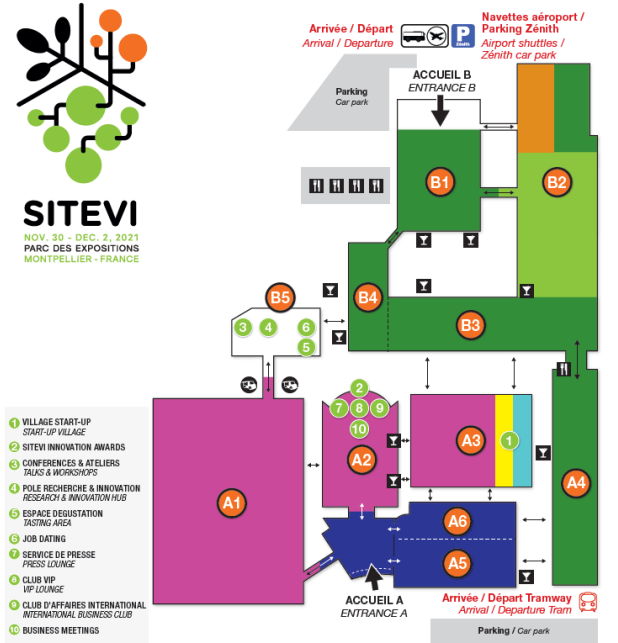 SITEVI
NOV. 30 - DEC. 2, 2021
PARC DES EXPOSITIONS
MONTPELLIER - FRANCE
Arrivée / Départ
Arrival / Departure
P
Zénith
Navettes aéroport /
Parking Zénith
Airport shuttles /
Zénith car park
Parking
Car park
ACCUEIL B
ENTRANCE B
B1
B2
B5
B4
B3
3
4
6
5
2
7
8
9
10
A1
A2
A3
1
A4
A6
A5
1 VILLAGE START-UP
START-UP VILLAGE
2 SITEVI INNOVATION AWARDS
3 CONFERENCES & ATELIERS
TALKS & WORKSHOPS
4 POLE RECHERCHE & INNOVATION
RESEARCH & INNOVATION HUB
5 ESPACE DEGUSTATION
TASTING AREA
6 JOB DATING
7 SERVICE DE PRESSE
PRESS LOUNGE
8 CLUB VIP
VIP LOUNGE
9 CLUB D'AFFAIRES INTERNATIONAL
INTERNATIONAL BUSINESS CLUB
10 BUSINESS MEETINGS
ACCUEIL A
ENTRANCE A
Arrivée / Départ Tramway
Arrival / Departure Tram
Parking / Car park